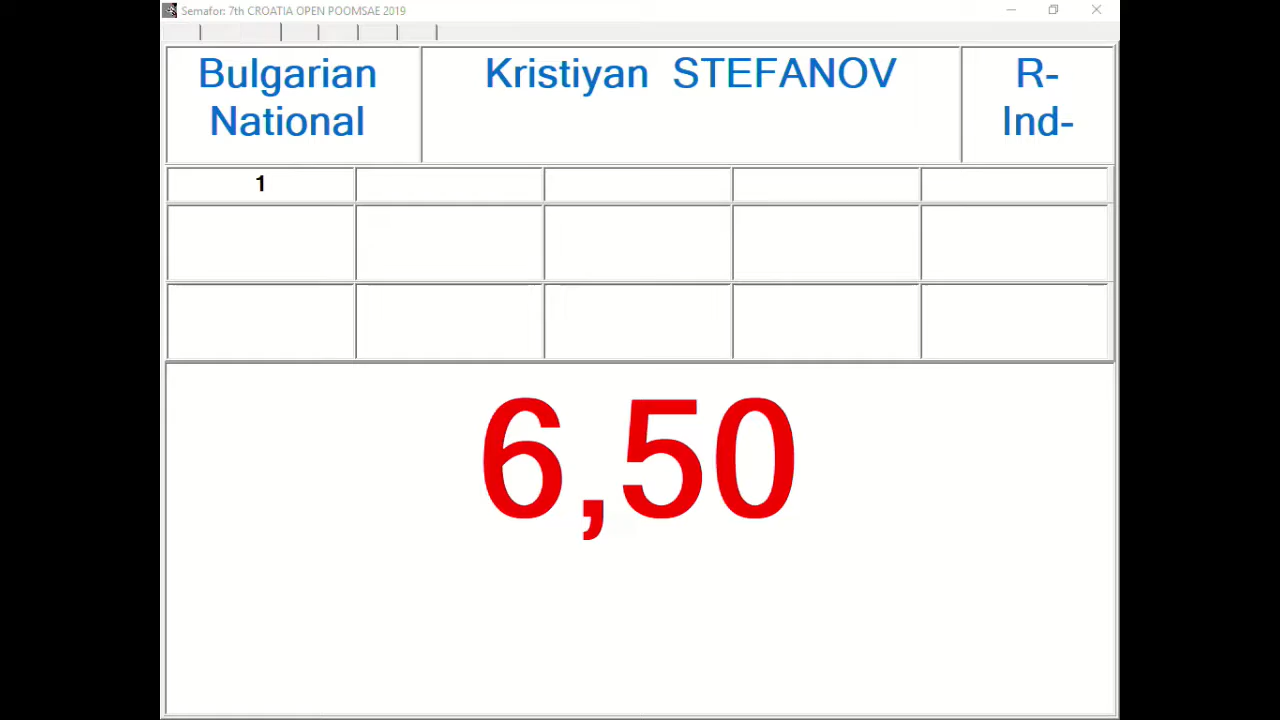 Semafor: 7th CROATIA OPEN POOMSAE 2019
Bulgarian
National
Kristiyan STEFANOV
R-
Ind-
1
6,50